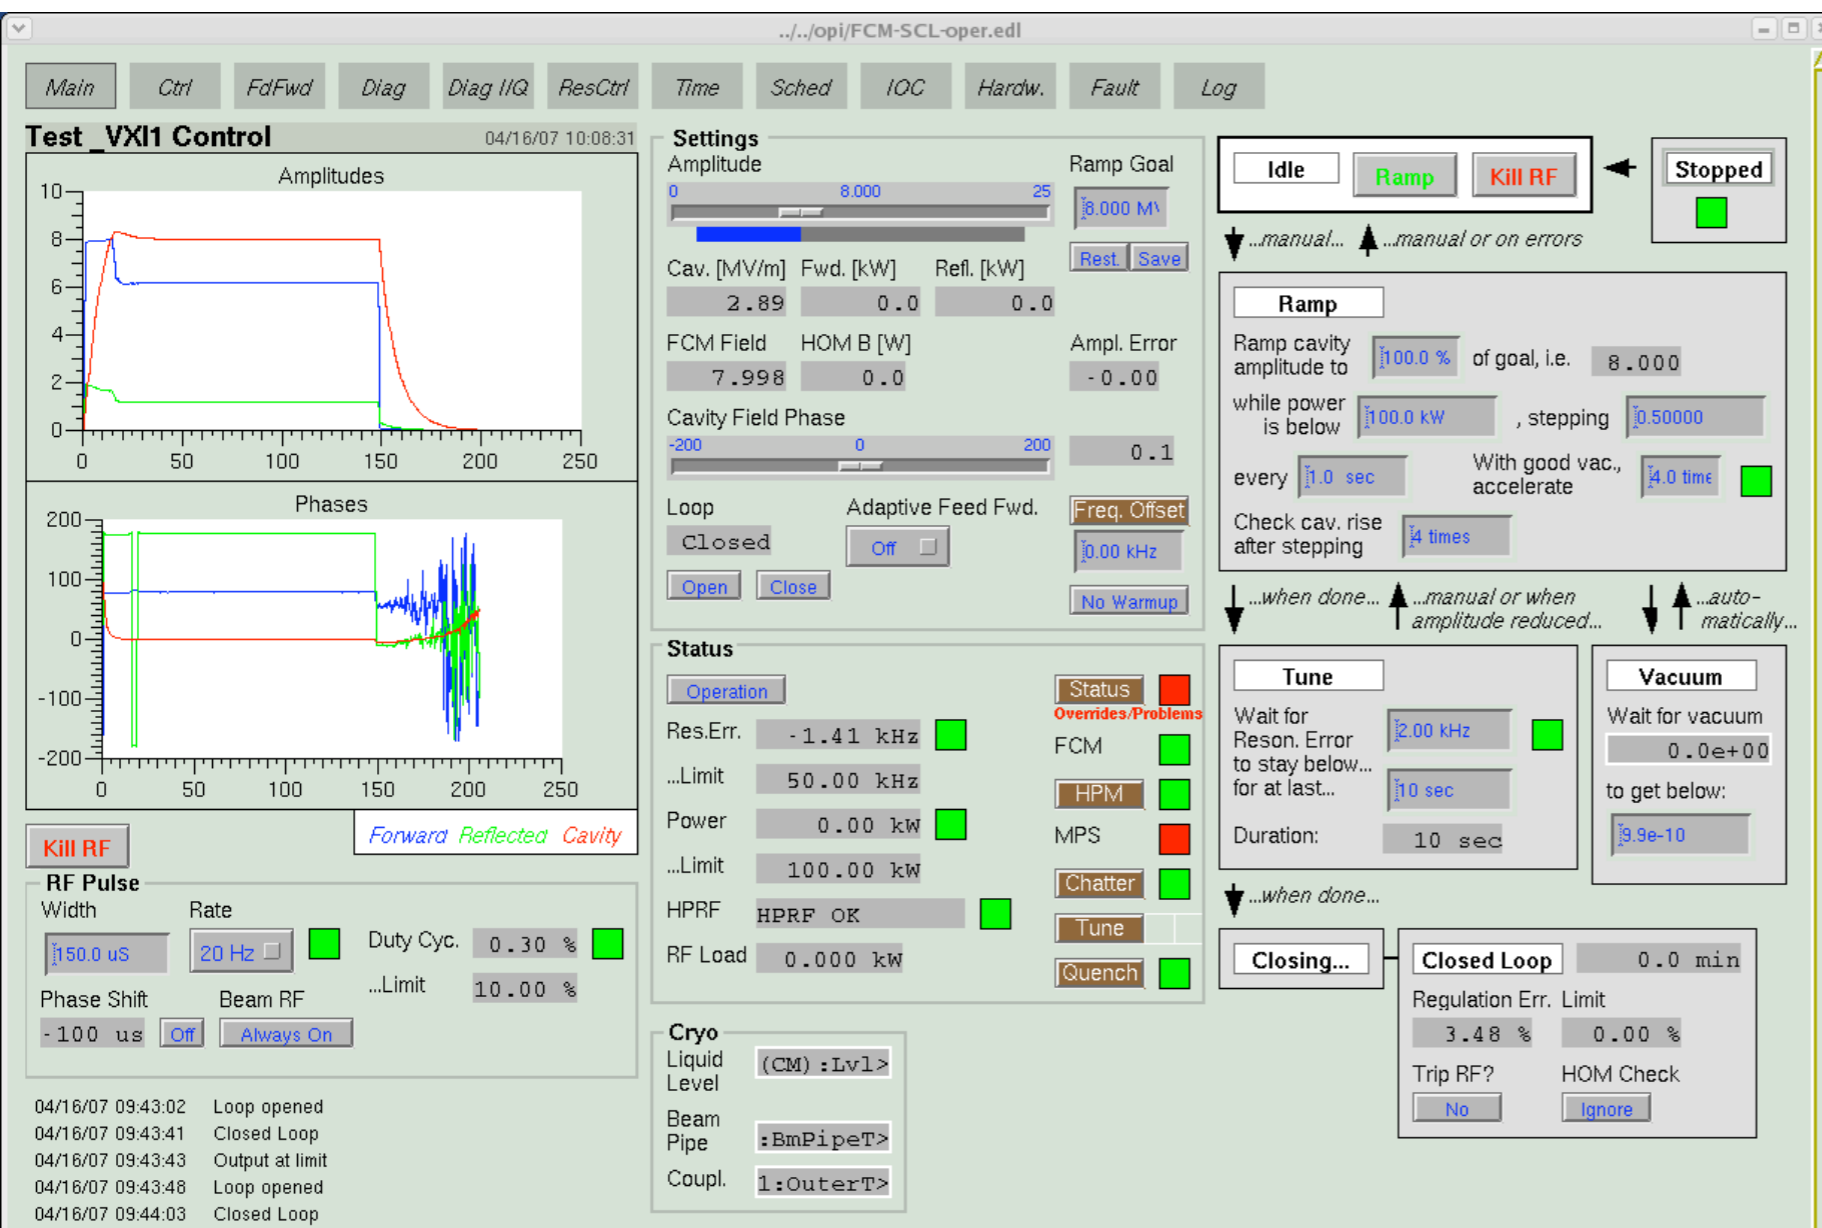 ../../opi/FCM-SCL-oper.edl
Main Ctrl FdFwd Diag Diag I/Q ResCtrl Time Sched IOC Hardw. Fault Log
Test _VXI1 Control 04/16/07 10:08:31
Amplitudes
10
8
6
4
2
0
0 50 100 150 200 250
Phases
200
100
0
-100
-200
0 50 100 150 200 250
Forward Reflected Cavity
Kill RF
RF Pulse
Width Rate
150.0 uS 20 Hz Duty Cyc. 0.30 %
...Limit 10.00 %
Phase Shift Beam RF
-100 us Off Always On
04/16/07 09:43:02 Loop opened
04/16/07 09:43:41 Closed Loop
04/16/07 09:43:43 Output at limit
04/16/07 09:43:48 Loop opened
04/16/07 09:44:03 Closed Loop
Settings
Amplitude Ramp Goal
0 8.000 25
8.000 MV
Rest. Save
Cav. [MV/m] Fwd. [kW] Refl. [kW]
2.89 0.0 0.0
FCM Field HOM B [W] Ampl. Error
7.998 0.0 -0.00
Cavity Field Phase
-200 0 200 0.1
Loop Adaptive Feed Fwd. Freq. Offset
Closed Off 0.00 kHz
Open Close No Warmup
Status
Operation Status
Overrides/Problems
Res.Err. -1.41 kHz FCM
...Limit 50.00 kHz HPM
Power 0.00 kW MPS
...Limit 100.00 kW Chatter
HPRF HPRF OK Tune
RF Load 0.000 kW Quench
Cryo
Liquid
Level (CM):Lvl>
Beam
Pipe :BmPipeT>
Coupl. 1:OuterT>
Idle Ramp Kill RF Stopped
...manual... ...manual or on errors
Ramp
Ramp cavity
amplitude to 100.0 % of goal, i.e. 8.000
while power
is below 100.0 kW , stepping 0.50000
every 1.0 sec With good vac.,
accelerate 4.0 time
Check cav. rise
after stepping 4 times
...when done... ...manual or when
amplitude reduced...
...auto-
matically...
Tune
Wait for
Reson. Error
to stay below...
for at last...
2.00 kHz
10 sec
Duration: 10 sec
Vacuum
Wait for vacuum
0.0e+00
to get below:
9.9e-10
...when done...
Closing... Closed Loop 0.0 min
Regulation Err. Limit
3.48 % 0.00 %
Trip RF? HOM Check
No Ignore